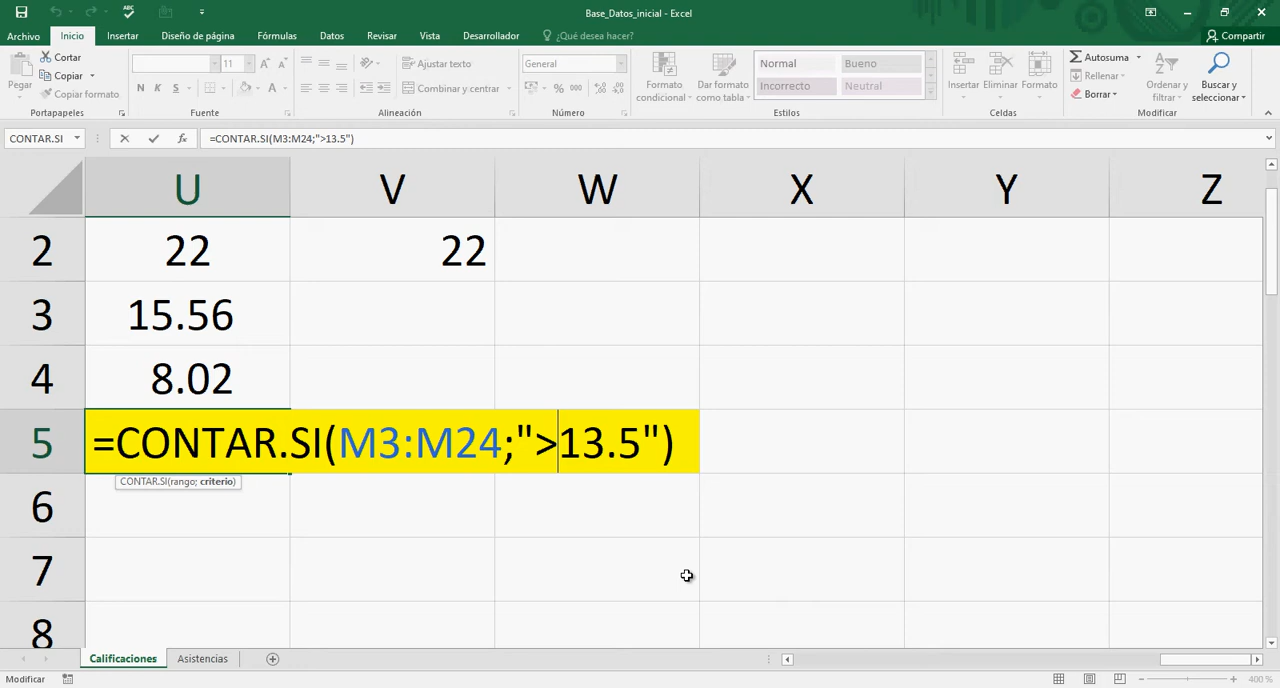 Base_Datos_inicial - Excel
Archivo Inicio Insertar Diseño de página Fórmulas Datos Revisar Vista Desarrollador ¿Qué desea hacer? Compartir
Pegar
Cortar
Copiar
Copiar formato
Portapapeles
11
N K S
Fuente
Ajustar texto
Combinar y centrar
Alineación
General
% 000
Número
Formato condicional
Dar formato como tabla
Normal Bueno
Incorrecto Neutral
Estilos
Insertar Eliminar Formato
Celdas
Autosuma
Rellenar
Borrar
Ordenar y filtrar
Buscar y seleccionar
Modificar
CONTAR.SI
fx
=CONTAR.SI(M3:M24;">13.5")
U V W X Y Z
2 22 22
3 15.56
4 8.02
5 =CONTAR.SI(M3:M24;">13.5")
CONTAR.SI(rango; criterio)
6
7
8
Calificaciones Asistencias
Modificar
400 %